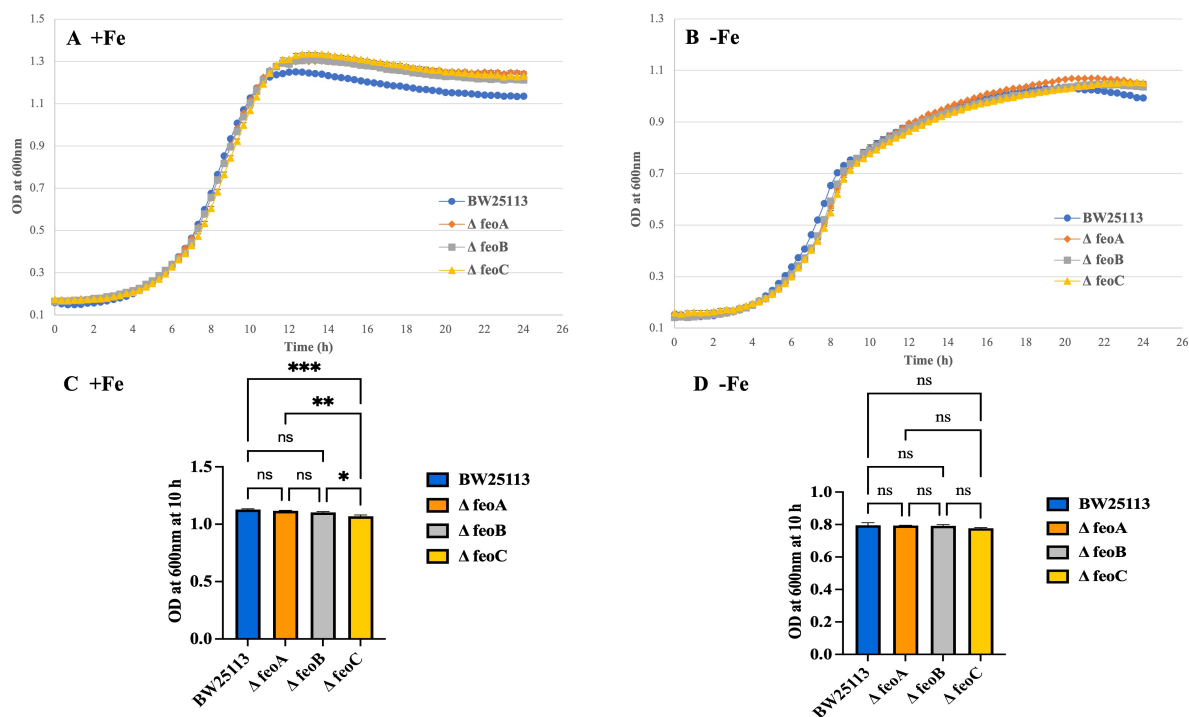 A +Fe
1.5
1.3
1.1
0.9
0.7
0.5
0.3
0.1
OD at 600nm
0 2 4 6 8 10 12 14 16 18 20 22 24 26
Time (h)
BW25113
Δ feoA
Δ feoB
Δ feoC
B -Fe
1.3
1.1
0.9
0.7
0.5
0.3
0.1
OD at 600nm
0 2 4 6 8 10 12 14 16 18 20 22 24 26
Time (h)
BW25113
Δ feoA
Δ feoB
Δ feoC
C +Fe
***
**
ns
ns ns *
1.5
1.0
0.5
0.0
OD at 600nm at 10 h
BW25113
Δ feoA
Δ feoB
Δ feoC
BW25113
Δ feoA
Δ feoB
Δ feoC
D -Fe
ns
ns
ns
ns ns ns
1.0
0.8
0.6
0.4
0.2
0.0
OD at 600nm at 10 h
BW25113
Δ feoA
Δ feoB
Δ feoC
BW25113
Δ feoA
Δ feoB
Δ feoC